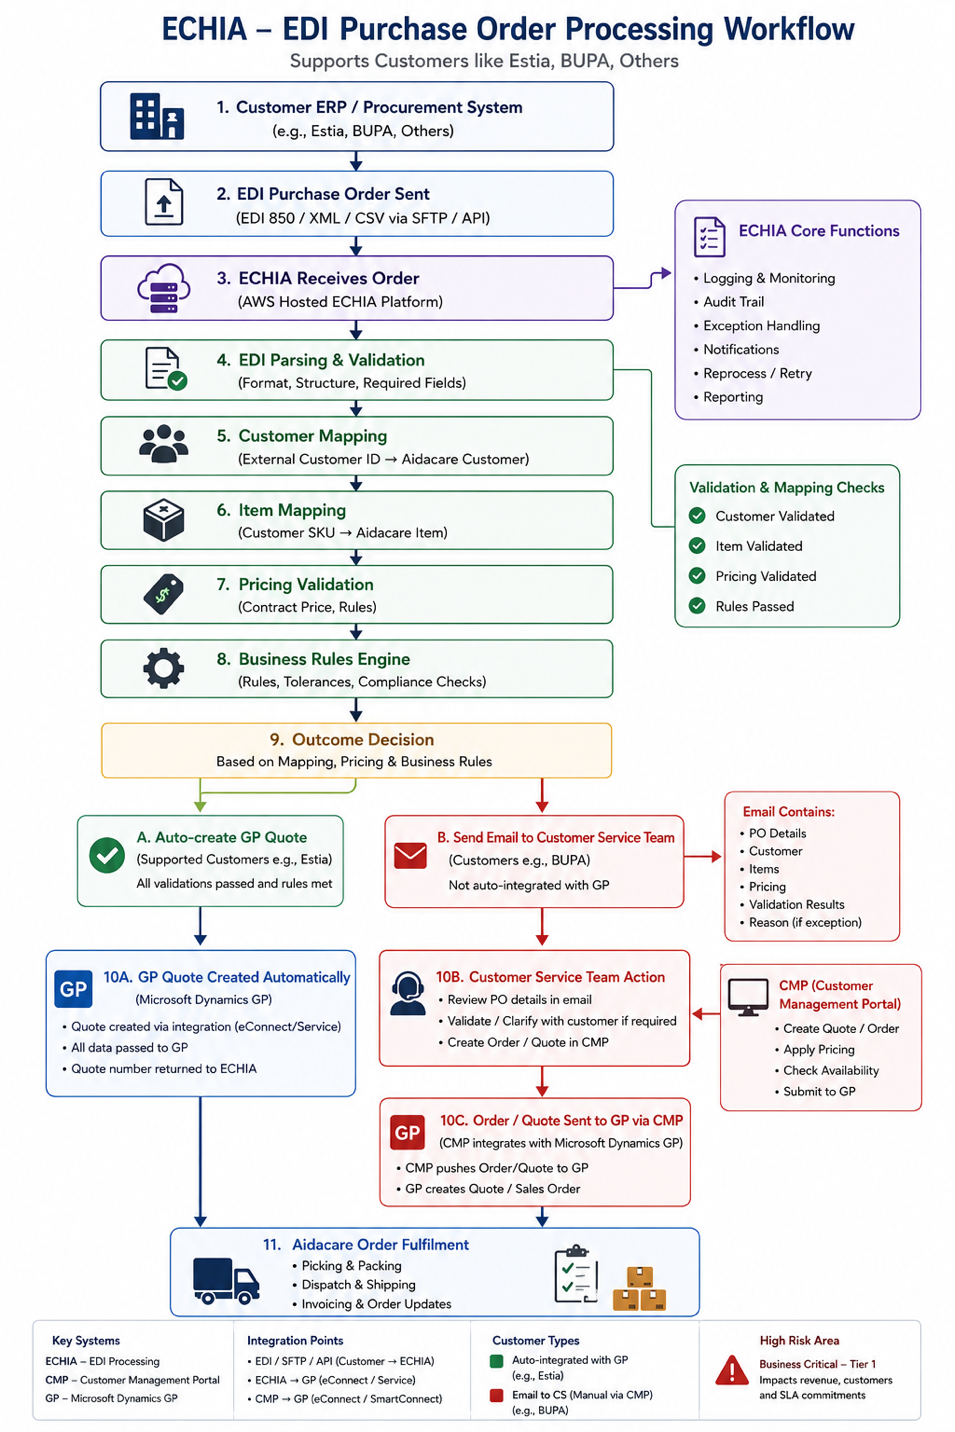 ECHIA – EDI Purchase Order Processing Workflow
Supports Customers like Estia, BUPA, Others
1. Customer ERP / Procurement System
(e.g., Estia, BUPA, Others)
2. EDI Purchase Order Sent
(EDI 850 / XML / CSV via SFTP / API)
3. ECHIA Receives Order
(AWS Hosted ECHIA Platform)
ECHIA Core Functions
• Logging & Monitoring
• Audit Trail
• Exception Handling
• Notifications
• Reprocess / Retry
• Reporting
4. EDI Parsing & Validation
(Format, Structure, Required Fields)
5. Customer Mapping
(External Customer ID → Aidacare Customer)
6. Item Mapping
(Customer SKU → Aidacare Item)
Validation & Mapping Checks
Customer Validated
Item Validated
Pricing Validated
Rules Passed
7. Pricing Validation
(Contract Price, Rules)
8. Business Rules Engine
(Rules, Tolerances, Compliance Checks)
9. Outcome Decision
Based on Mapping, Pricing & Business Rules
A. Auto-create GP Quote
(Supported Customers e.g., Estia)
All validations passed and rules met
B. Send Email to Customer Service Team
(Customers e.g., BUPA)
Not auto-integrated with GP
Email Contains:
• PO Details
• Customer
• Items
• Pricing
• Validation Results
• Reason (if exception)
GP
10A. GP Quote Created Automatically
(Microsoft Dynamics GP)
• Quote created via integration (eConnect/Service)
• All data passed to GP
• Quote number returned to ECHIA
10B. Customer Service Team Action
• Review PO details in email
• Validate / Clarify with customer if required
• Create Order / Quote in CMP
CMP (Customer
Management Portal)
• Create Quote / Order
• Apply Pricing
• Check Availability
• Submit to GP
GP
10C. Order / Quote Sent to GP via CMP
(CMP integrates with Microsoft Dynamics GP)
• CMP pushes Order/Quote to GP
• GP creates Quote / Sales Order
11. Aidacare Order Fulfilment
• Picking & Packing
• Dispatch & Shipping
• Invoicing & Order Updates
Key Systems
ECHIA – EDI Processing
CMP – Customer Management Portal
GP – Microsoft Dynamics GP
Integration Points
• EDI / SFTP / API (Customer → ECHIA)
• ECHIA → GP (eConnect / Service)
• CMP → GP (eConnect / SmartConnect)
Customer Types
Auto-integrated with GP
(e.g., Estia)
Email to CS (Manual via CMP)
(e.g., BUPA)
High Risk Area
Business Critical – Tier 1
Impacts revenue, customers
and SLA commitments